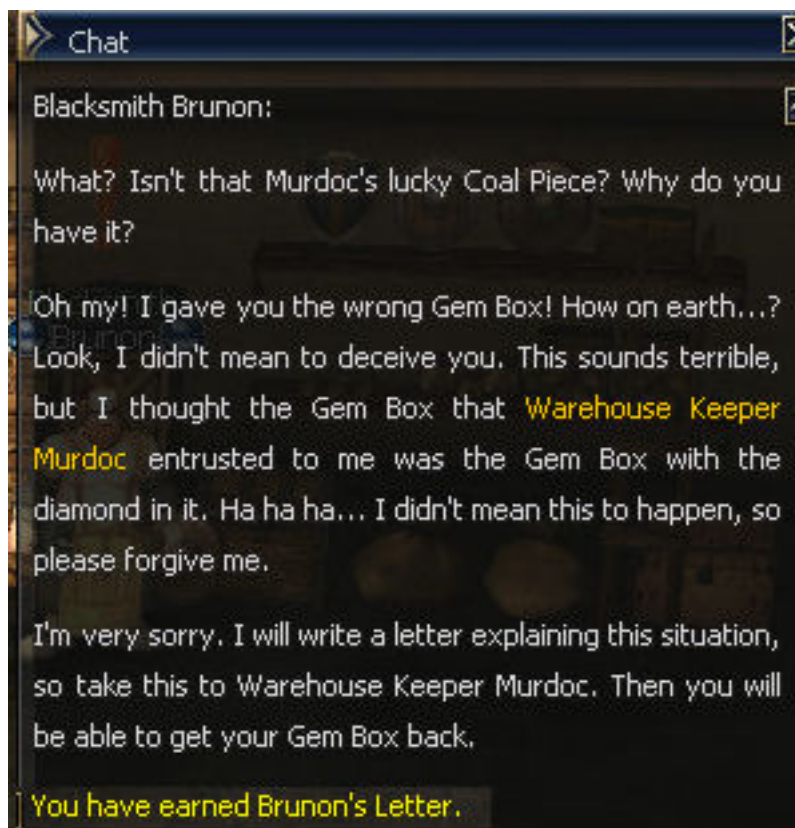 Chat
Blacksmith Brunon:
What? Isn't that Murdoc's lucky Coal Piece? Why do you
have it?
Oh my! I gave you the wrong Gem Box! How on earth...?
Brunon
Look, I didn't mean to deceive you. This sounds terrible,
but I thought the Gem Box that Warehouse Keeper
Murdoc entrusted to me was the Gem Box with the
diamond in it. Ha ha ha... I didn't mean this to happen, so
please forgive me.
I'm very sorry. I will write a letter explaining this situation,
so take this to Warehouse Keeper Murdoc. Then you will
be able to get your Gem Box back.
You have earned Brunon's Letter.